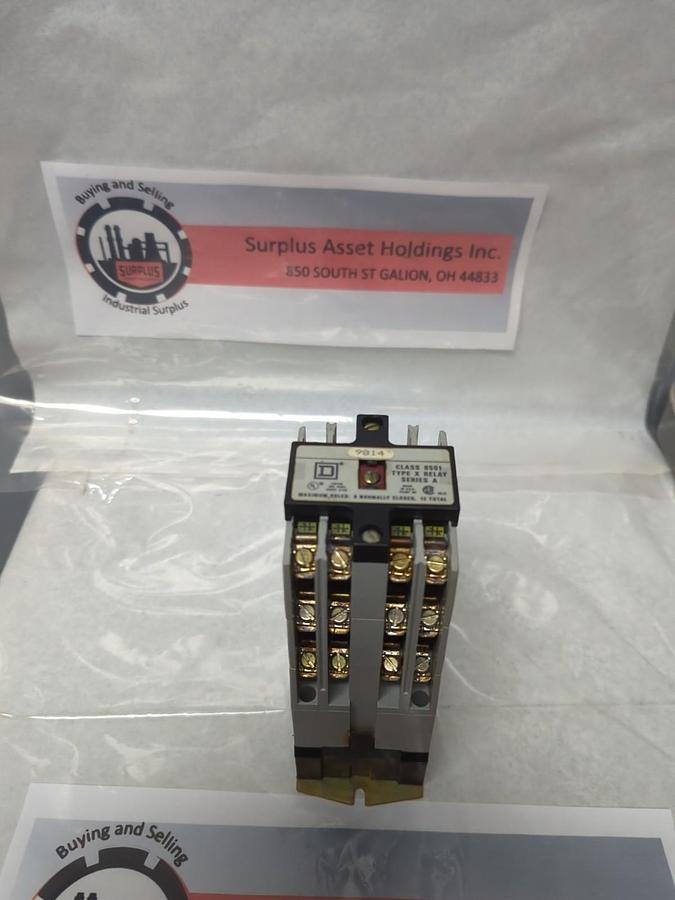 Buying and Selling
SURPLUS
Industrial Surplus
Surplus Asset Holdings Inc.
850 SOUTH ST GALION, OH 44833
9814
D
CLASS 8501
TYPE X RELAY
SERIES A
MAXIMUM POLES: 8 NORMALLY CLOSED, 12 TOTAL
Buying and Selling